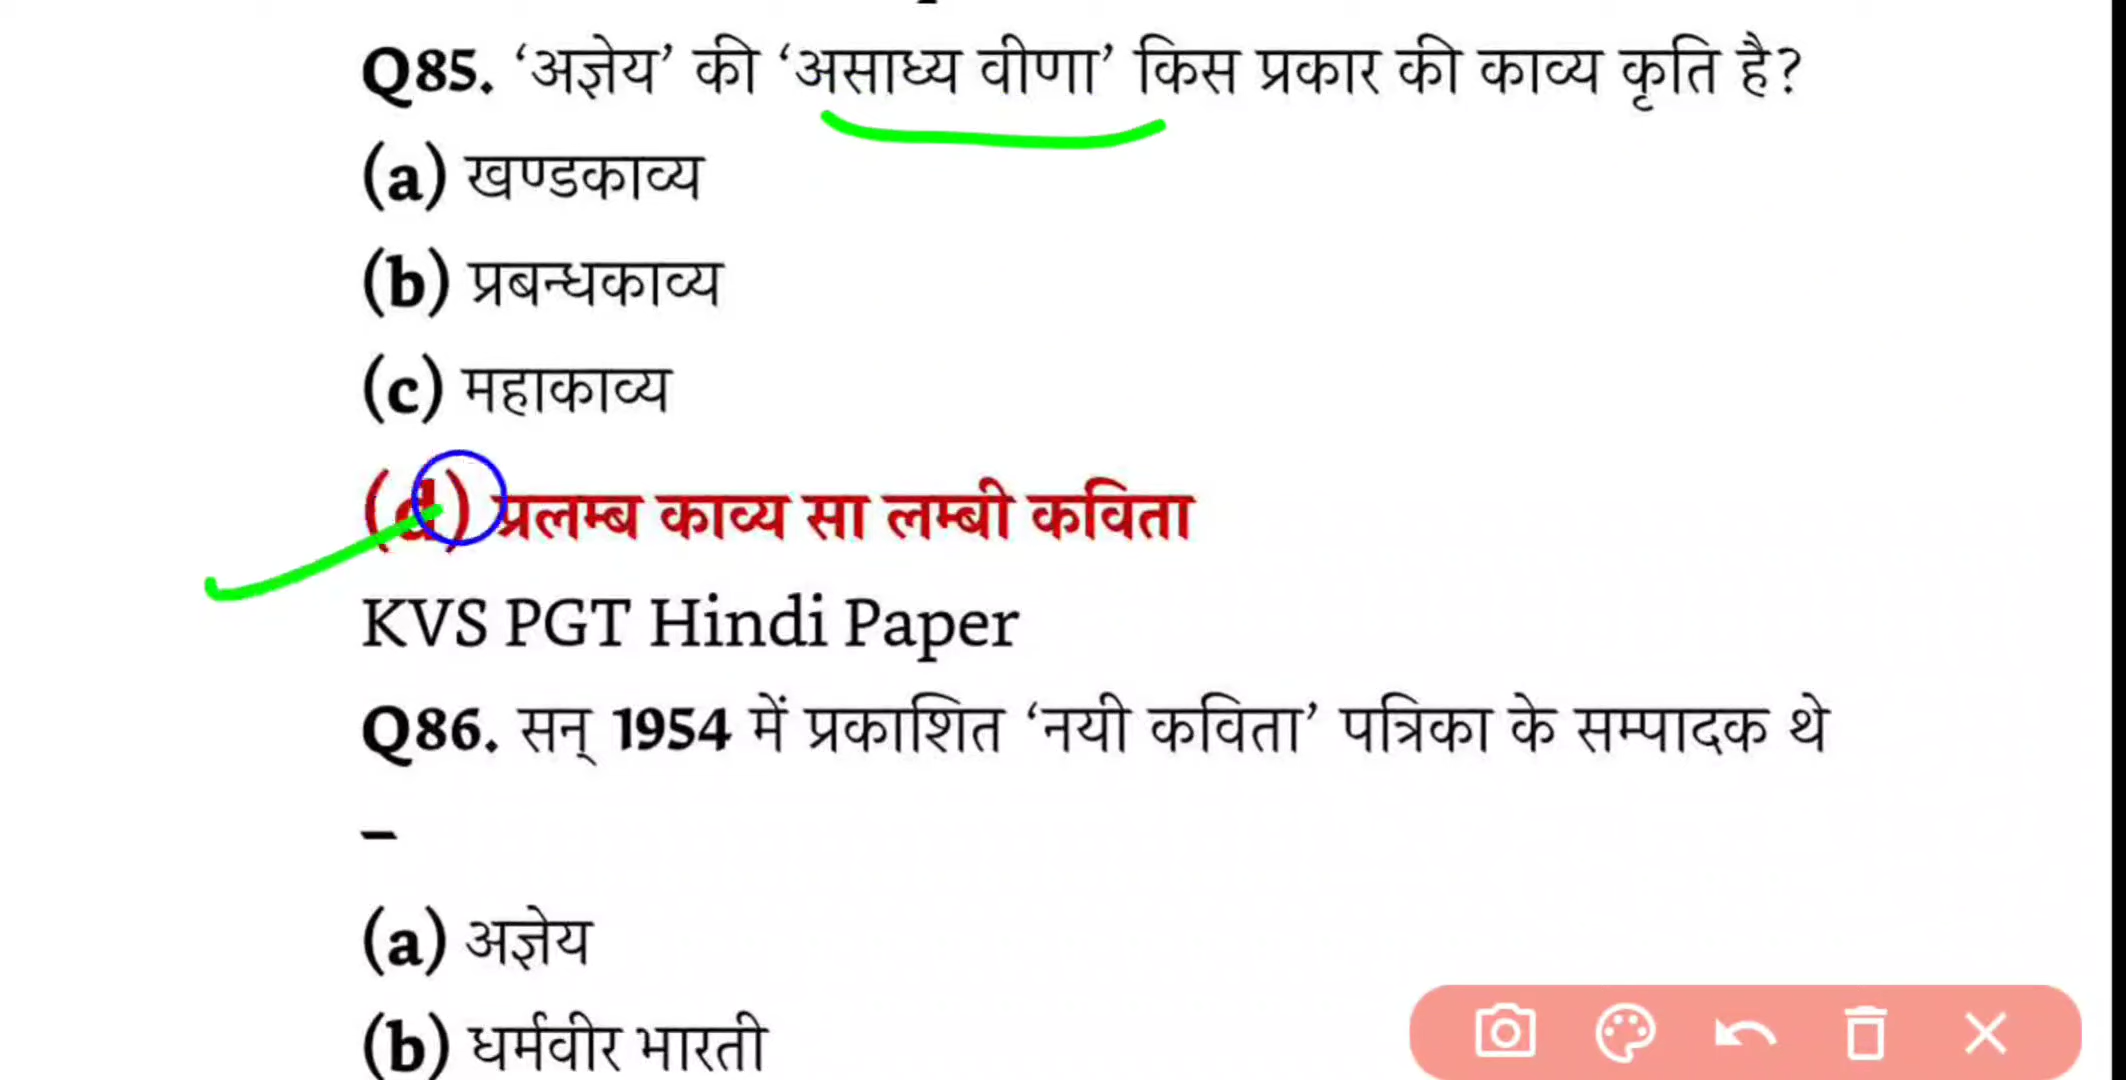 Q85. ‘अज्ञेय’ की ‘असाध्य वीणा’ किस प्रकार की काव्य कृति है?
(a) खण्डकाव्य
(b) प्रबन्धकाव्य
(c) महाकाव्य
(d) प्रलम्ब काव्य सा लम्बी कविता
KVS PGT Hindi Paper
Q86. सन् 1954 में प्रकाशित ‘नयी कविता’ पत्रिका के सम्पादक थे
–
(a) अज्ञेय
(b) धर्मवीर भारती